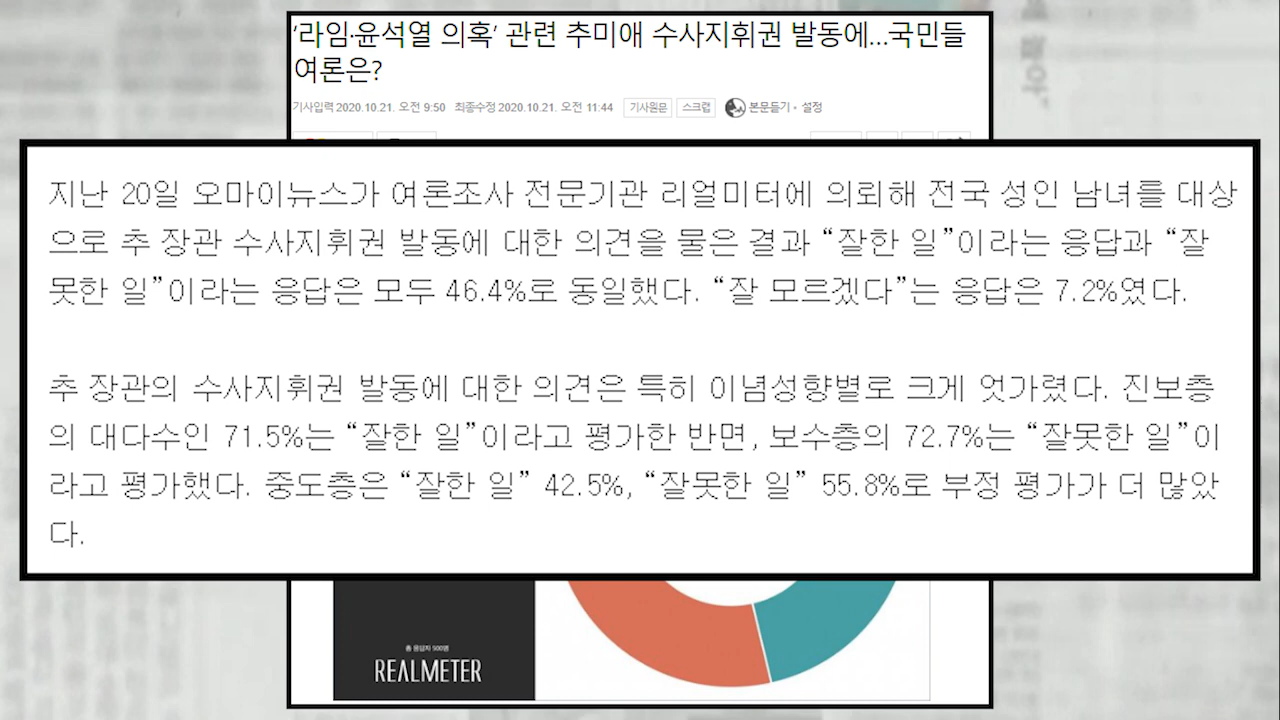 ‘라임·윤석열 의혹’ 관련 추미애 수사지휘권 발동에...국민들
여론은?
기사입력 2020.10.21. 오전 9:50 최종수정 2020.10.21. 오전 11:44 기사원문 스크랩 본문듣기 · 설정
지난 20일 오마이뉴스가 여론조사 전문기관 리얼미터에 의뢰해 전국 성인 남녀를 대상
으로 추 장관 수사지휘권 발동에 대한 의견을 물은 결과 “잘한 일”이라는 응답과 “잘
못한 일”이라는 응답은 모두 46.4%로 동일했다. “잘 모르겠다”는 응답은 7.2%였다.
추 장관의 수사지휘권 발동에 대한 의견은 특히 이념성향별로 크게 엇가렸다. 진보층
의 대다수인 71.5%는 “잘한 일”이라고 평가한 반면, 보수층의 72.7%는 “잘못한 일”이
라고 평가했다. 중도층은 “잘한 일” 42.5%, “잘못한 일” 55.8%로 부정 평가가 더 많았
다.
총 응답자 500명
REALMETER